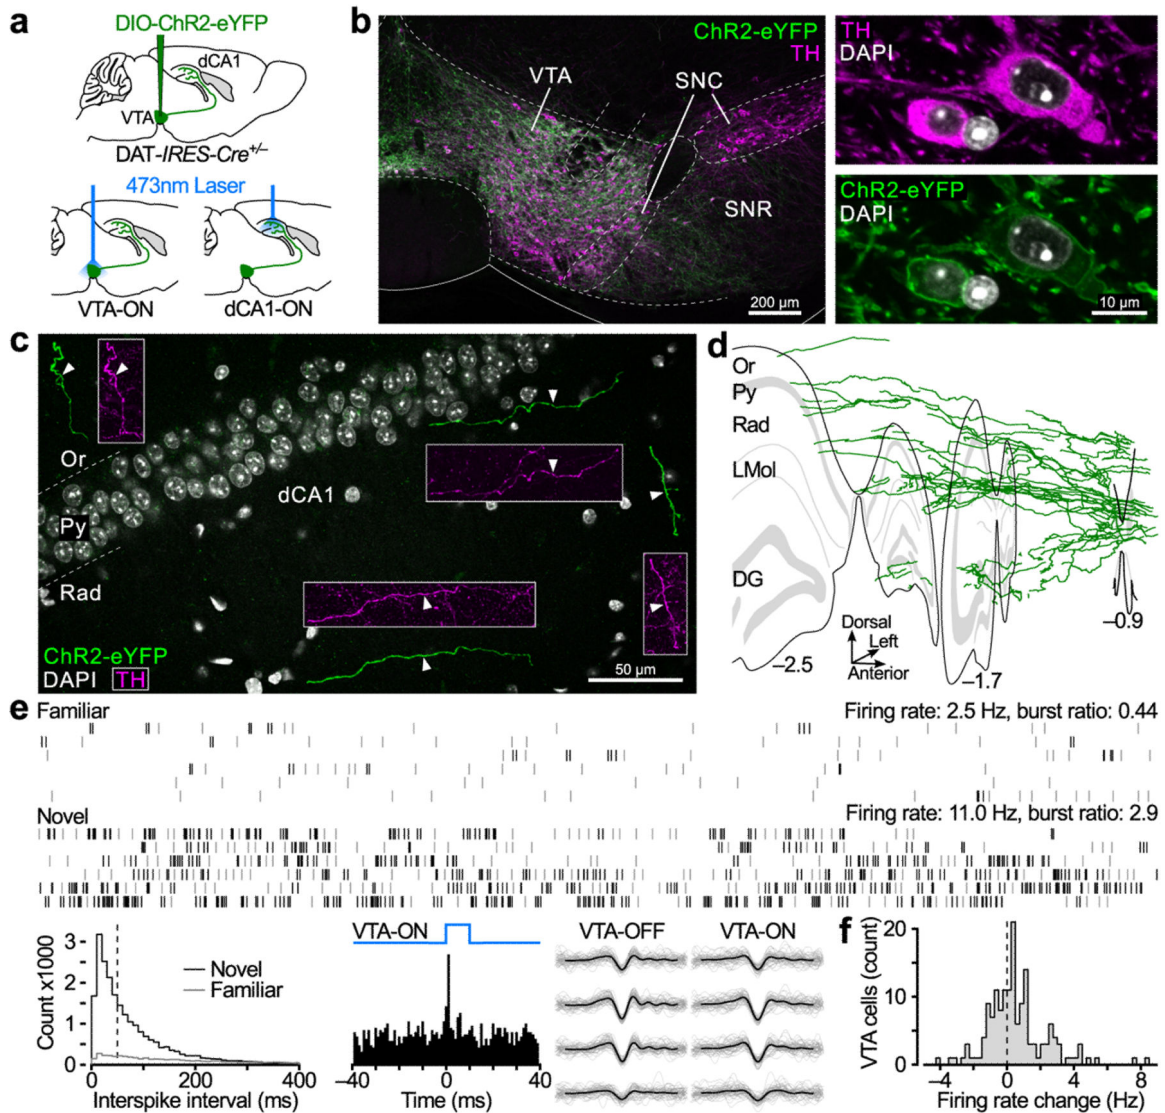 a
DIO-ChR2-eYFP
dCA1
VTA
DAT-IRES-Cre+/–
473nm Laser
VTA-ON
dCA1-ON
b
ChR2-eYFP
TH
VTA
SNC
SNR
200 µm
TH
DAPI
ChR2-eYFP
DAPI
10 µm
c
Or
Py
Rad
dCA1
ChR2-eYFP
DAPI TH
50 µm
d
Or
Py
Rad
LMol
DG
Dorsal
Left
Anterior
–2.5
–1.7
–0.9
e
Familiar
Firing rate: 2.5 Hz, burst ratio: 0.44
Novel
Firing rate: 11.0 Hz, burst ratio: 2.9
Count x1000
3
2
1
0
Novel
Familiar
0
400
Interspike interval (ms)
VTA-ON
–40
0
40
Time (ms)
VTA-OFF
VTA-ON
f
VTA cells (count)
20
10
0
–4
0
4
8
Firing rate change (Hz)